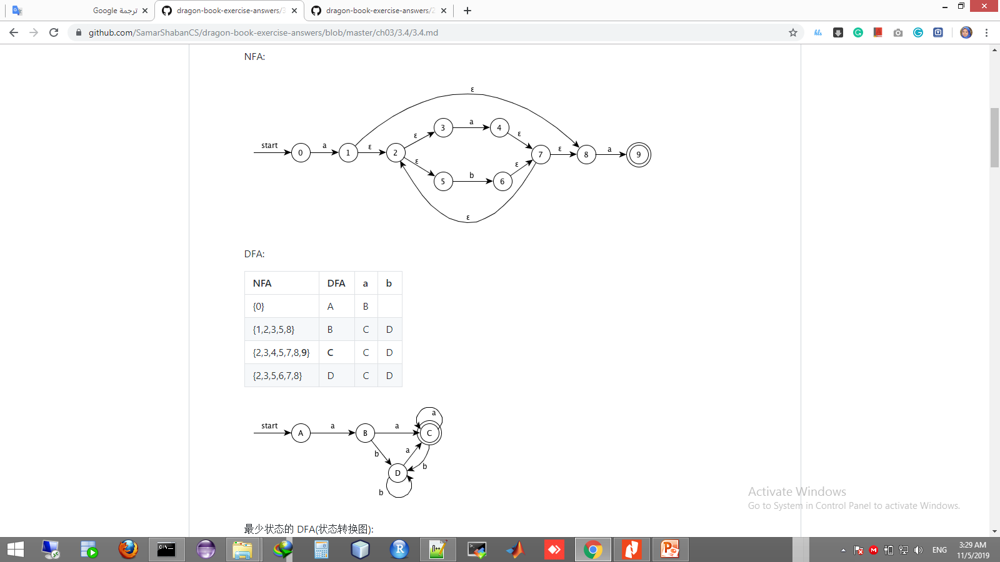 ترجمة Google
dragon-book-exercise-answers/3
dragon-book-exercise-answers/2
github.com/SamarShabanCS/dragon-book-exercise-answers/blob/master/ch03/3.4/3.4.md
NFA:
ε
3 a 4
ε ε
start 0 a 1 ε 2 7 ε 8 a 9
ε ε
5 b 6
ε
DFA:
NFA DFA a b
{0} A B
{1,2,3,5,8} B C D
{2,3,4,5,7,8,9} C C D
{2,3,5,6,7,8} D C D
a
start A a B a C
b a b
D
b
Activate Windows
Go to System in Control Panel to activate Windows.
最少状态的 DFA(状态转换图):
ENG
3:29 AM
11/5/2019